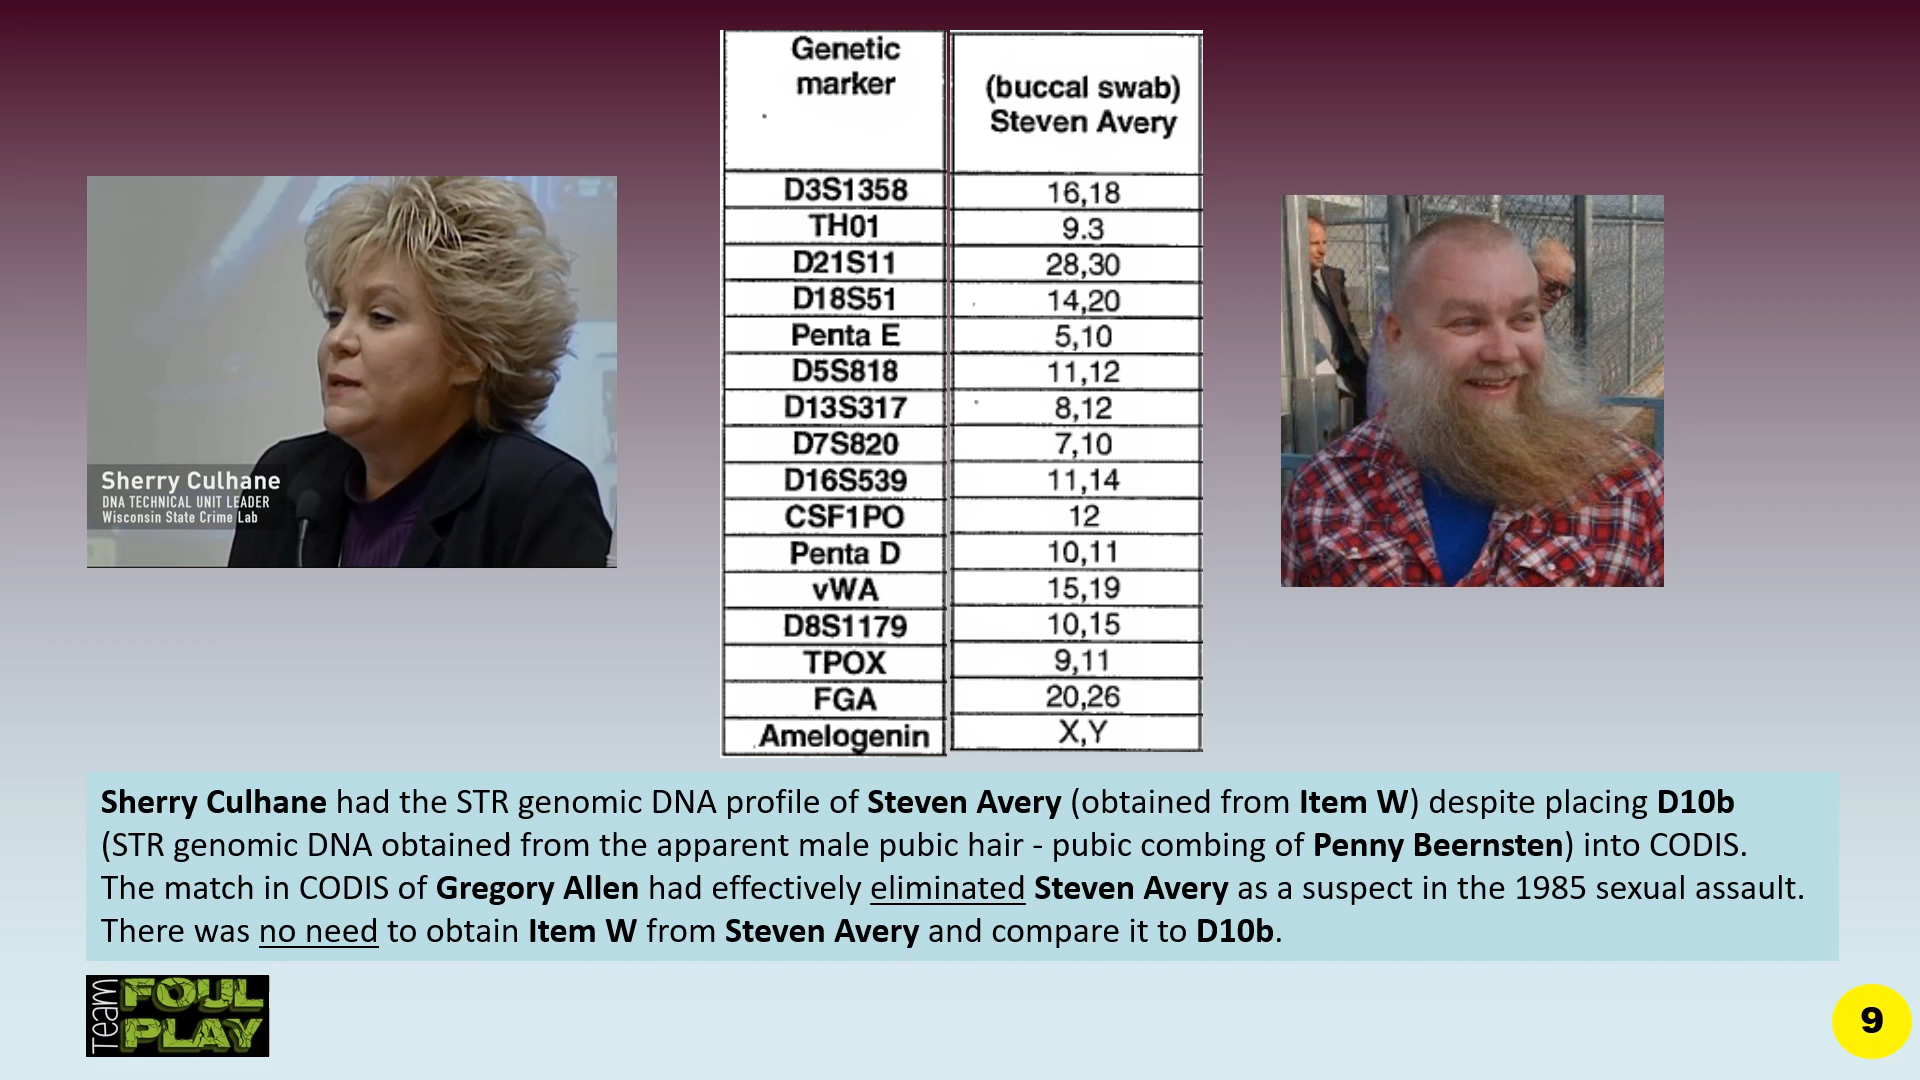 Genetic
marker
(buccal swab)
Steven Avery
D3S1358 16,18
TH01 9.3
D21S11 28,30
D18S51 14,20
Penta E 5,10
D5S818 11,12
D13S317 8,12
D7S820 7,10
D16S539 11,14
CSF1PO 12
Penta D 10,11
vWA 15,19
D8S1179 10,15
TPOX 9,11
FGA 20,26
Amelogenin X,Y
Sherry Culhane
DNA TECHNICAL UNIT LEADER
Wisconsin State Crime Lab
Sherry Culhane had the STR genomic DNA profile of Steven Avery (obtained from Item W) despite placing D10b
(STR genomic DNA obtained from the apparent male pubic hair - pubic combing of Penny Beernsten) into CODIS.
The match in CODIS of Gregory Allen had effectively eliminated Steven Avery as a suspect in the 1985 sexual assault.
There was no need to obtain Item W from Steven Avery and compare it to D10b.
Team
FOUL
PLAY
9